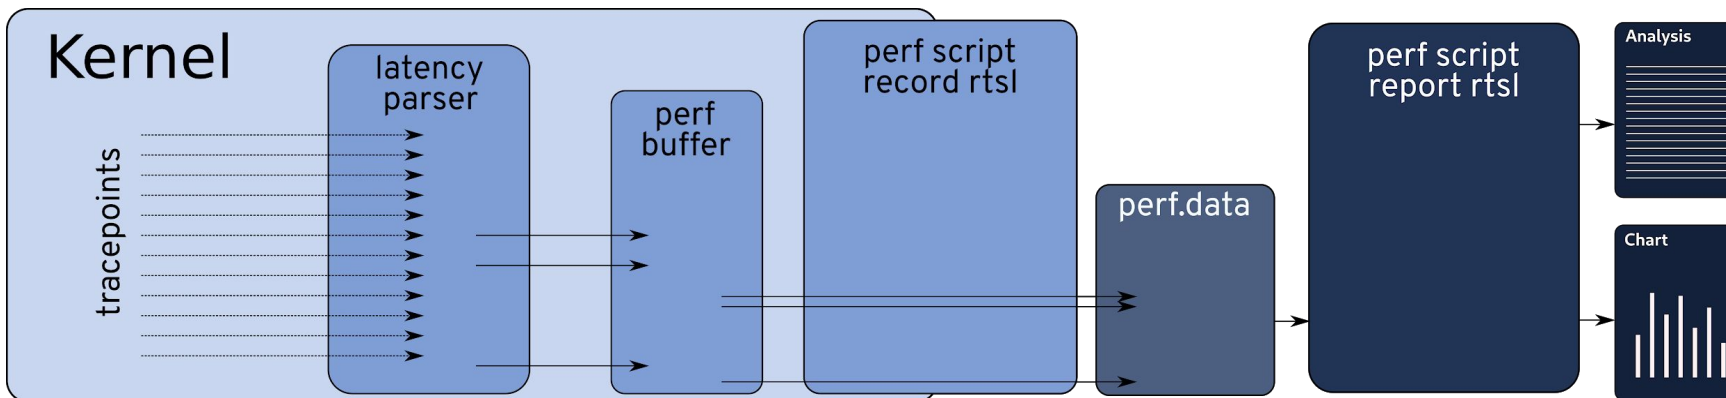 Kernel
tracepoints
latency
parser
perf
buffer
perf script
record rtsl
perf.data
perf script
report rtsl
Analysis
Chart